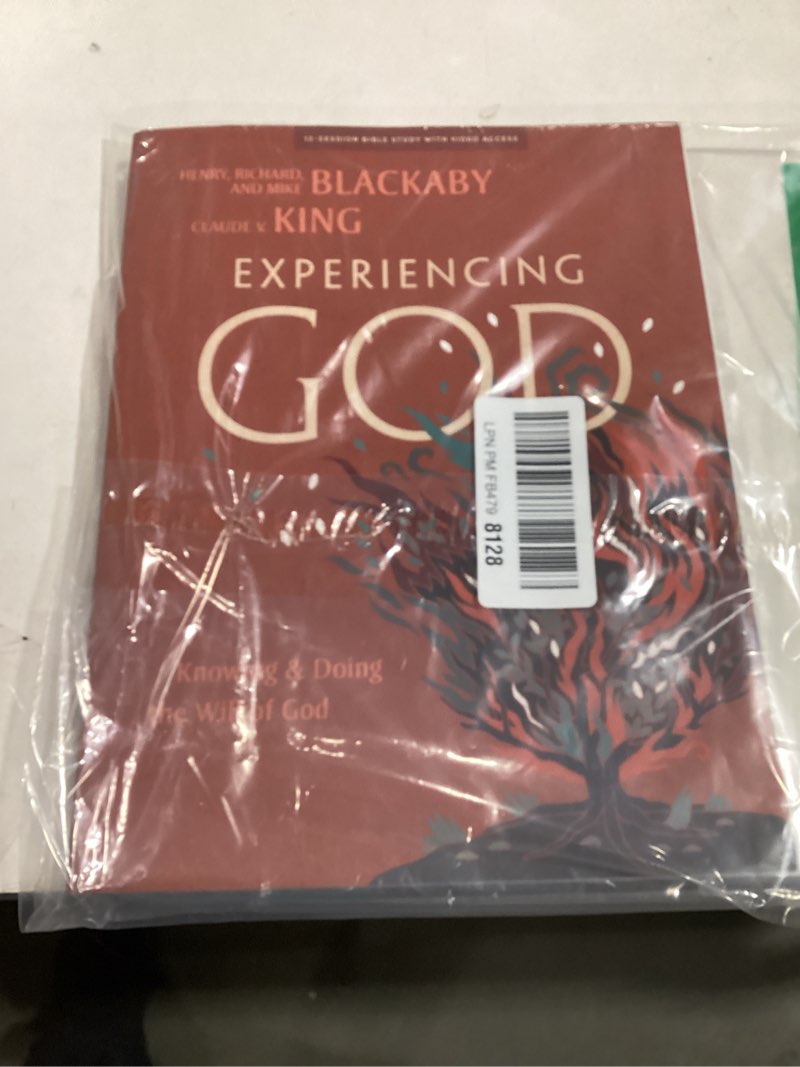 12-SESSION BIBLE STUDY WITH VIDEO ACCESS
HENRY, RICHARD,
AND MIKE BLACKABY
CLAUDE V. KING
EXPERIENCING
GOD
LPN PM FB479 8128
Knowing & Doing
the Will of God